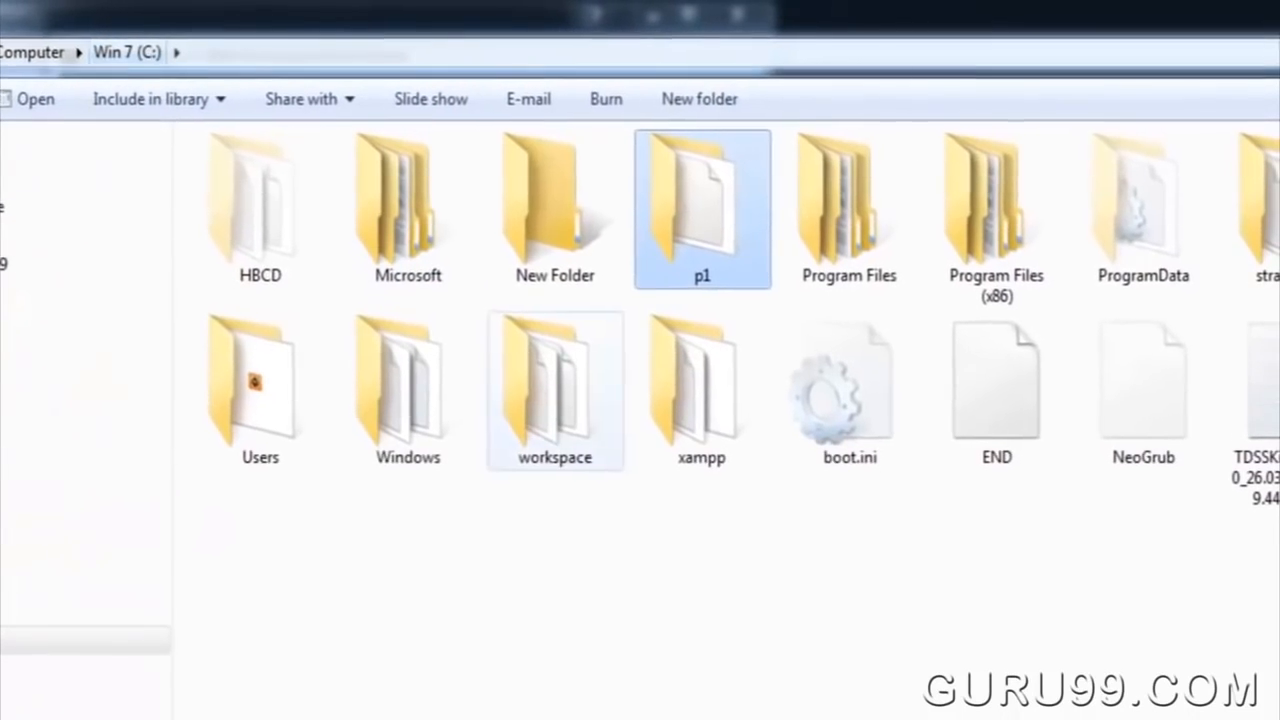 Computer ▸ Win 7 (C:) ▸
Open Include in library Share with Slide show E-mail Burn New folder
HBCD Microsoft New Folder p1 Program Files Program Files (x86) ProgramData stra
Users Windows workspace xampp boot.ini END NeoGrub TDSSKi
0_26.03
9.44
GURU99.COM